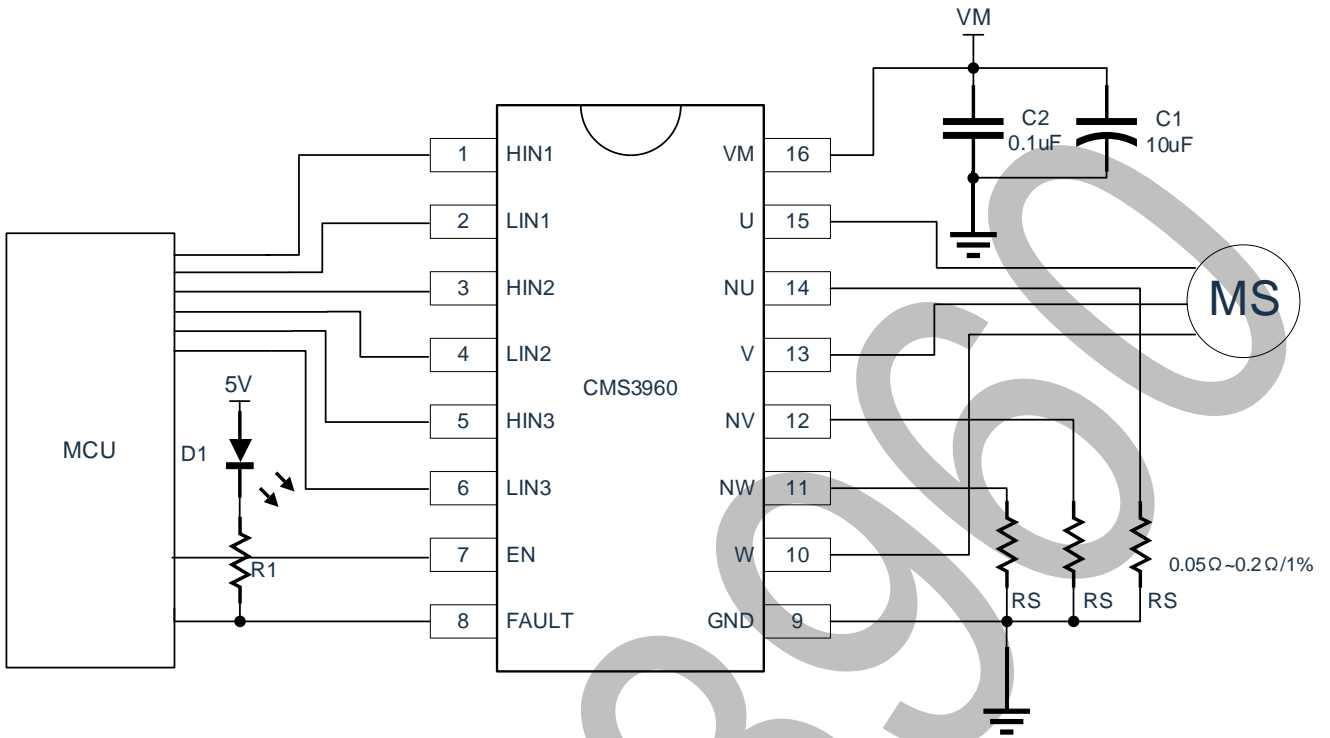 VM
C2
0.1uF
C1
10uF
1 HIN1
VM 16
2 LIN1
U 15
3 HIN2
NU 14
MS
4 LIN2
V 13
CMS3960
5V
5 HIN3
NV 12
MCU
D1
6 LIN3
NW 11
7 EN
W 10
R1
0.05Ω~0.2Ω/1%
RS
RS
RS
8 FAULT
GND 9
3960